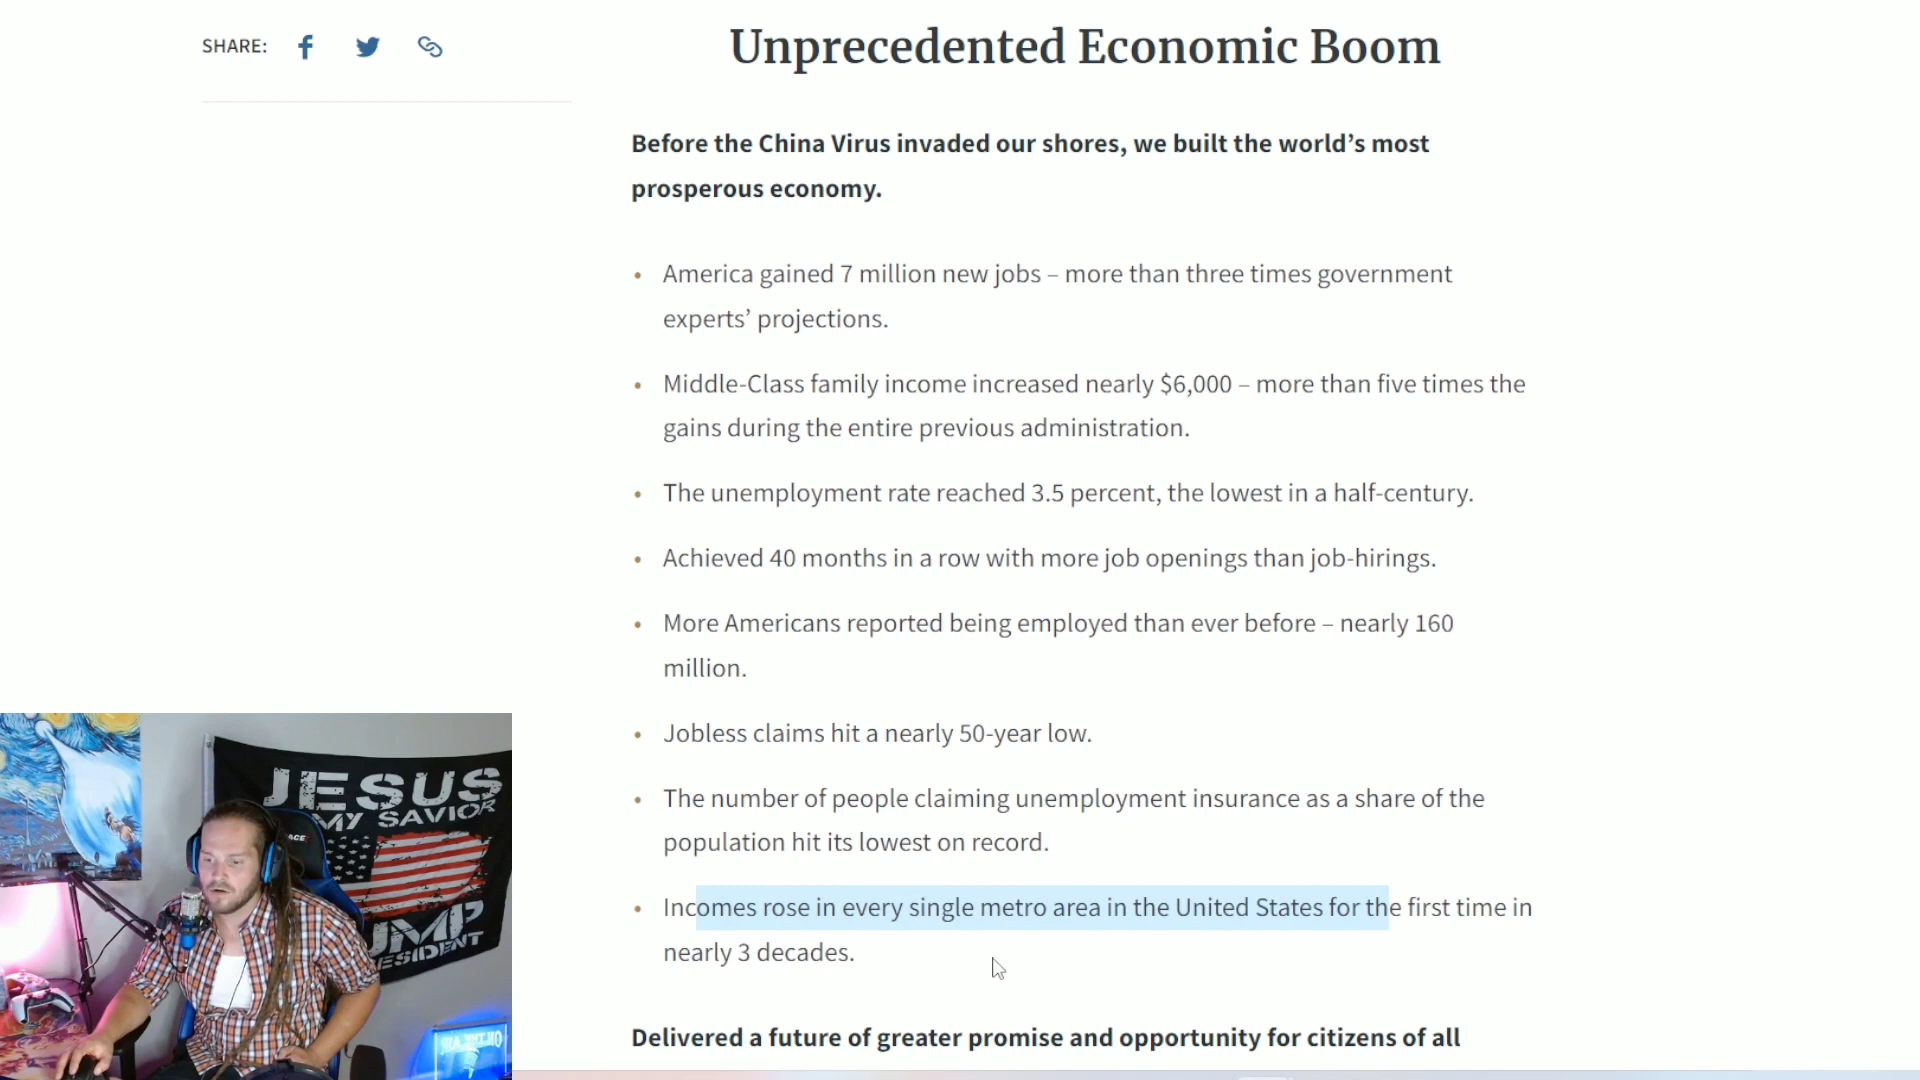 SHARE:
Unprecedented Economic Boom
Before the China Virus invaded our shores, we built the world’s most
prosperous economy.
• America gained 7 million new jobs – more than three times government
experts’ projections.
• Middle-Class family income increased nearly $6,000 – more than five times the
gains during the entire previous administration.
• The unemployment rate reached 3.5 percent, the lowest in a half-century.
• Achieved 40 months in a row with more job openings than job-hirings.
• More Americans reported being employed than ever before – nearly 160
million.
• Jobless claims hit a nearly 50-year low.
• The number of people claiming unemployment insurance as a share of the
population hit its lowest on record.
• Incomes rose in every single metro area in the United States for the first time in
nearly 3 decades.
Delivered a future of greater promise and opportunity for citizens of all
JESUS
MY SAVIOR
UMP
ESIDENT
ON THE AIR